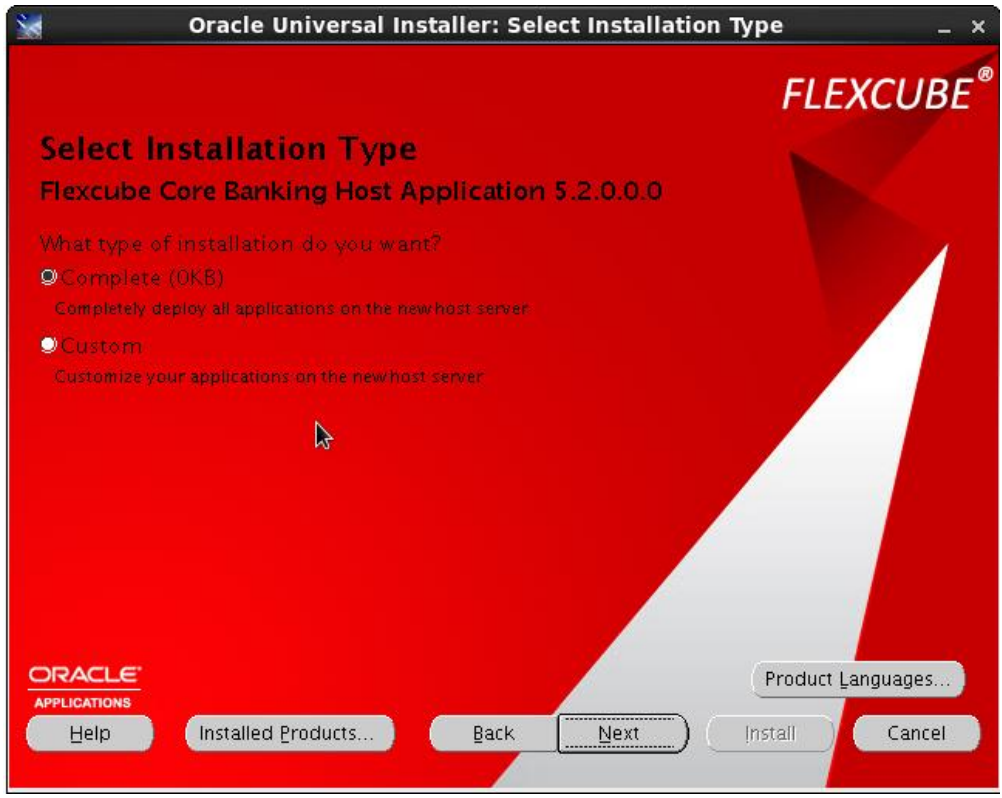 Oracle Universal Installer: Select Installation Type
FLEXCUBE®
Select Installation Type
Flexcube Core Banking Host Application 5.2.0.0.0
What type of installation do you want?
Complete (0KB)
Completely deploy all applications on the new host server
Custom
Customize your applications on the new host server
ORACLE®
APPLICATIONS
Product Languages...
Help
Installed Products...
Back
Next
Install
Cancel